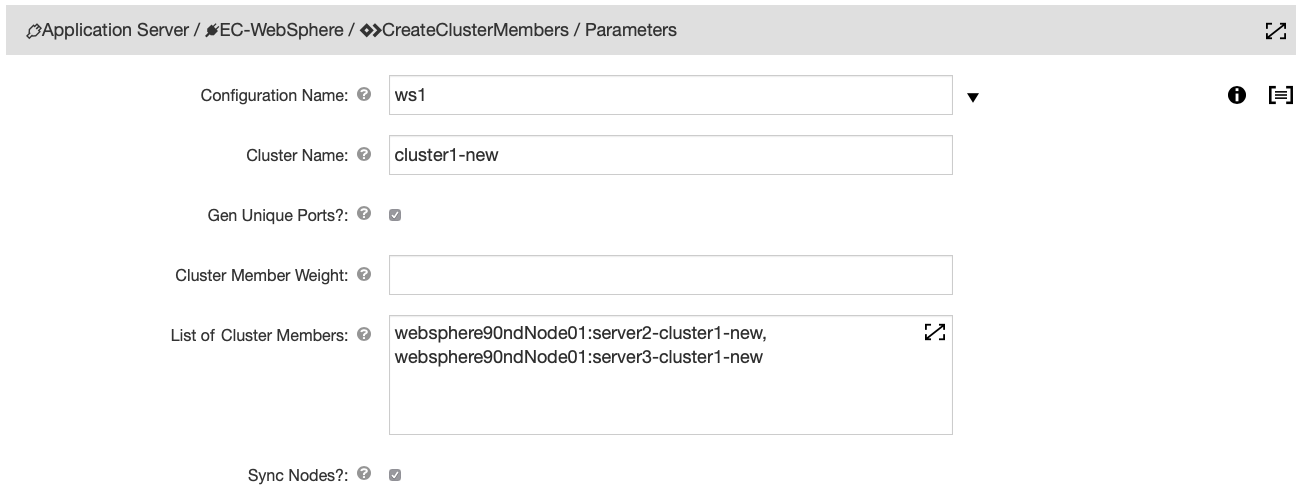 Application Server / EC-WebSphere / CreateClusterMembers / Parameters
Configuration Name: ? ws1
Cluster Name: ? cluster1-new
Gen Unique Ports?: ?
Cluster Member Weight: ?
List of Cluster Members: ? websphere90ndNode01:server2-cluster1-new,
websphere90ndNode01:server3-cluster1-new
Sync Nodes?: ?